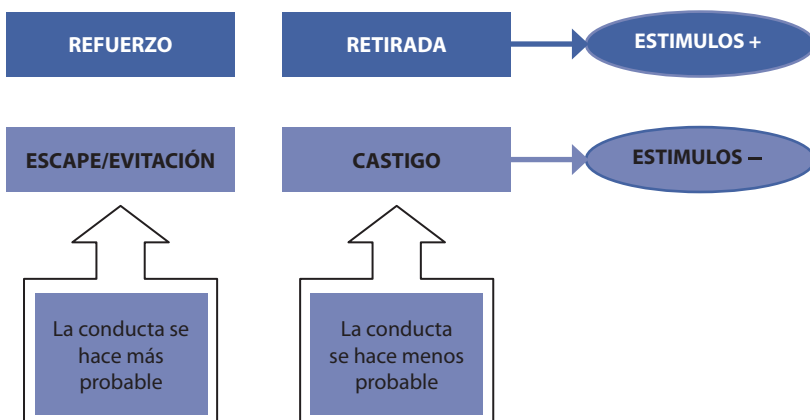 REFUERZO
RETIRADA
ESTIMULOS +
ESCAPE/EVITACIÓN
CASTIGO
ESTIMULOS –
La conducta se
hace más
probable
La conducta
se hace menos
probable